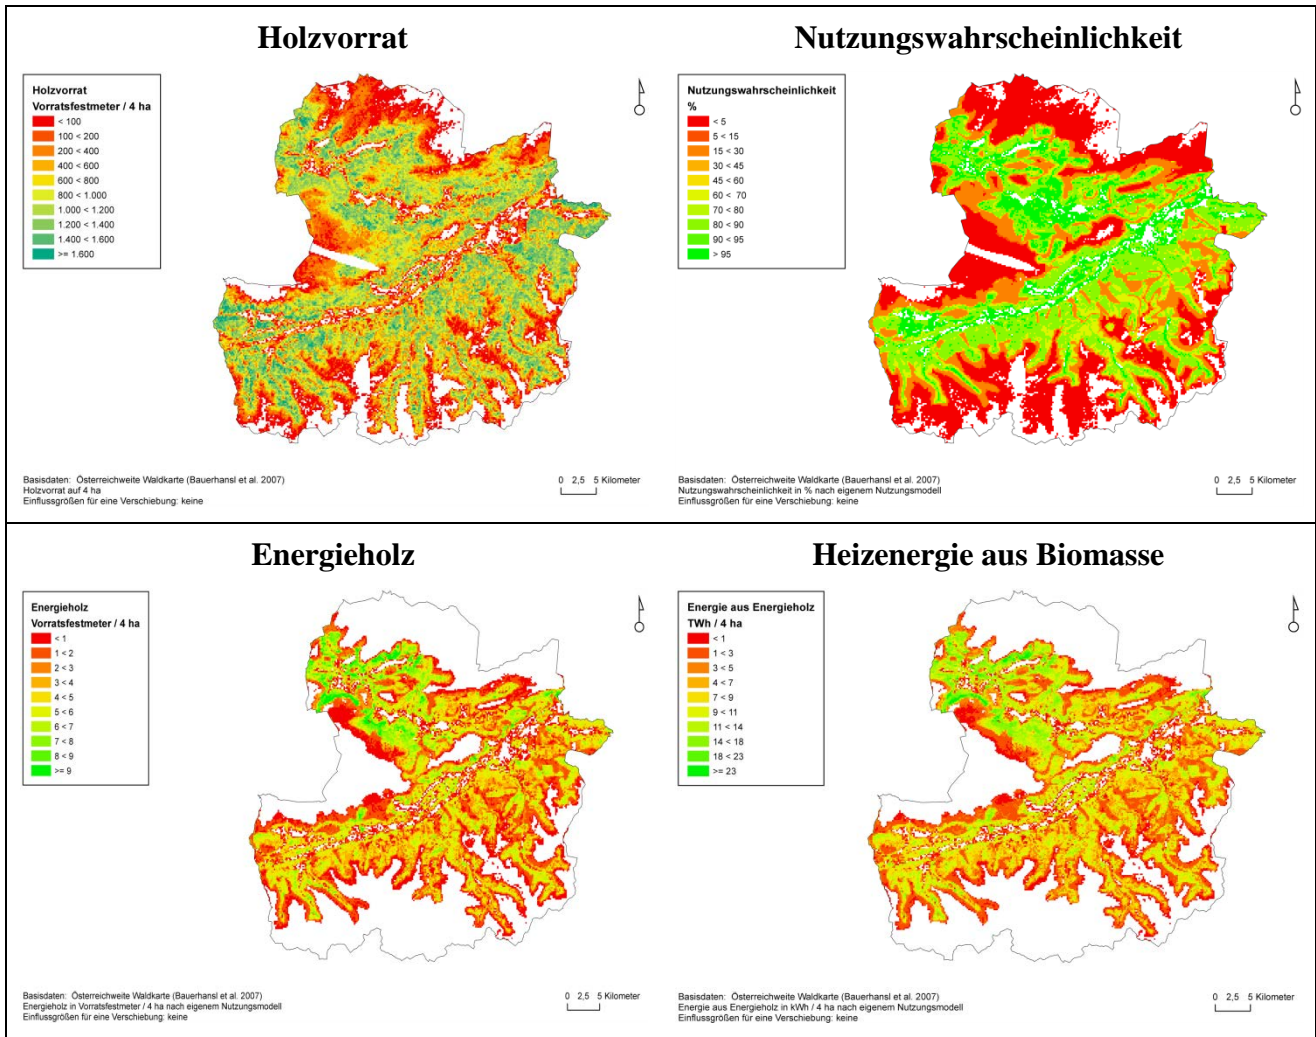 Holzvorrat
Holzvorrat
Vorratsfestmeter / 4 ha
< 100
100 < 200
200 < 400
400 < 600
600 < 800
800 < 1.000
1.000 < 1.200
1.200 < 1.400
1.400 < 1.600
>= 1.600
Basisdaten: Österreichweite Waldkarte (Bauerhansl et al. 2007)
Holzvorrat auf 4 ha
Einflussgrößen für eine Verschiebung: keine
0 2,5 5 Kilometer
Nutzungswahrscheinlichkeit
Nutzungswahrscheinlichkeit
%
< 5
5 < 15
15 < 30
30 < 45
45 < 60
60 < 70
70 < 80
80 < 90
90 < 95
> 95
Basisdaten: Österreichweite Waldkarte (Bauerhansl et al. 2007)
Nutzungswahrscheinlichkeit in % nach eigenem Nutzungsmodell
Einflussgrößen für eine Verschiebung: keine
0 2,5 5 Kilometer
Energieholz
Energieholz
Vorratsfestmeter / 4 ha
< 1
1 < 2
2 < 3
3 < 4
4 < 5
5 < 6
6 < 7
7 < 8
8 < 9
>= 9
Basisdaten: Österreichweite Waldkarte (Bauerhansl et al. 2007)
Energieholz in Vorratsfestmeter / 4 ha nach eigenem Nutzungsmodell
Einflussgrößen für eine Verschiebung: keine
0 2,5 5 Kilometer
Heizenergie aus Biomasse
Energie aus Energieholz
TWh / 4 ha
< 1
1 < 3
3 < 5
4 < 7
7 < 9
9 < 11
11 < 14
14 < 18
18 < 23
>= 23
Basisdaten: Österreichweite Waldkarte (Bauerhansl et al. 2007)
Energie aus Energieholz in kWh / 4 ha nach eigenem Nutzungsmodell
Einflussgrößen für eine Verschiebung: keine
0 2,5 5 Kilometer